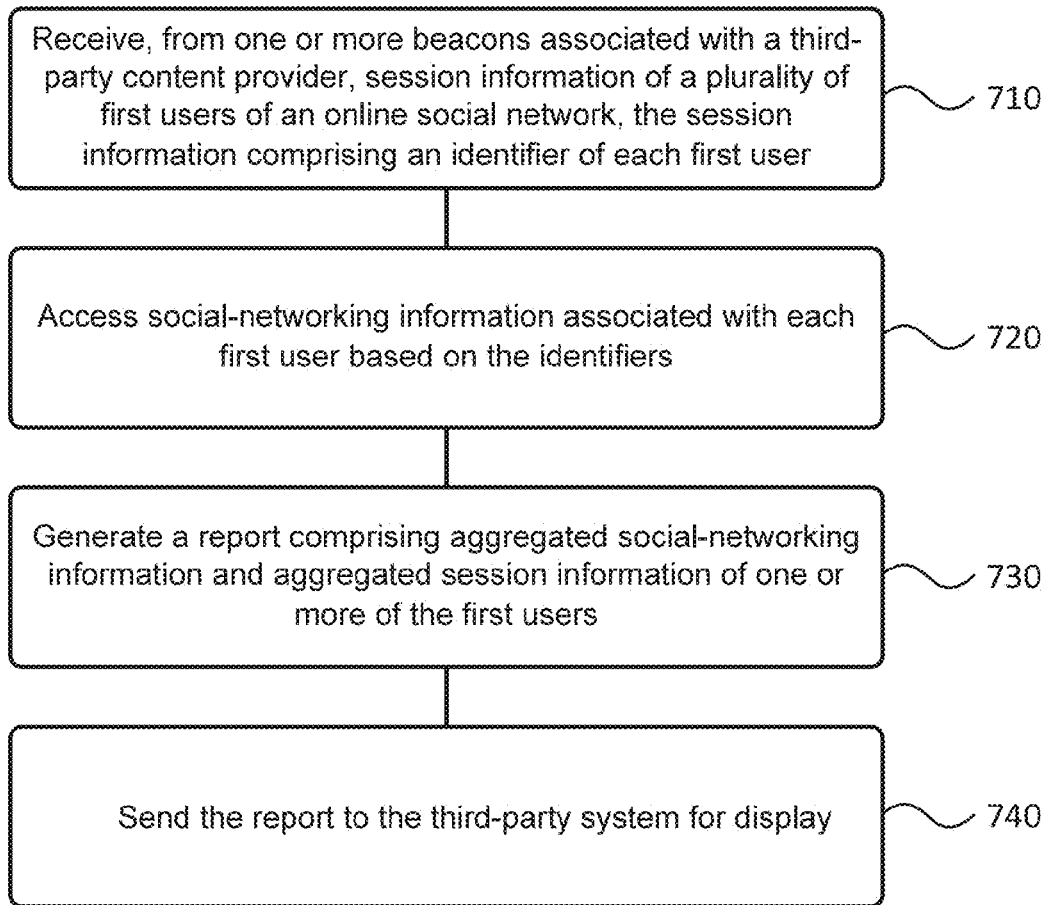 Receive, from one or more beacons associated with a third-
party content provider, session information of a plurality of
first users of an online social network, the session
information comprising an identifier of each first user
710
Access social-networking information associated with each
first user based on the identifiers
720
Generate a report comprising aggregated social-networking
information and aggregated session information of one or
more of the first users
730
Send the report to the third-party system for display
740